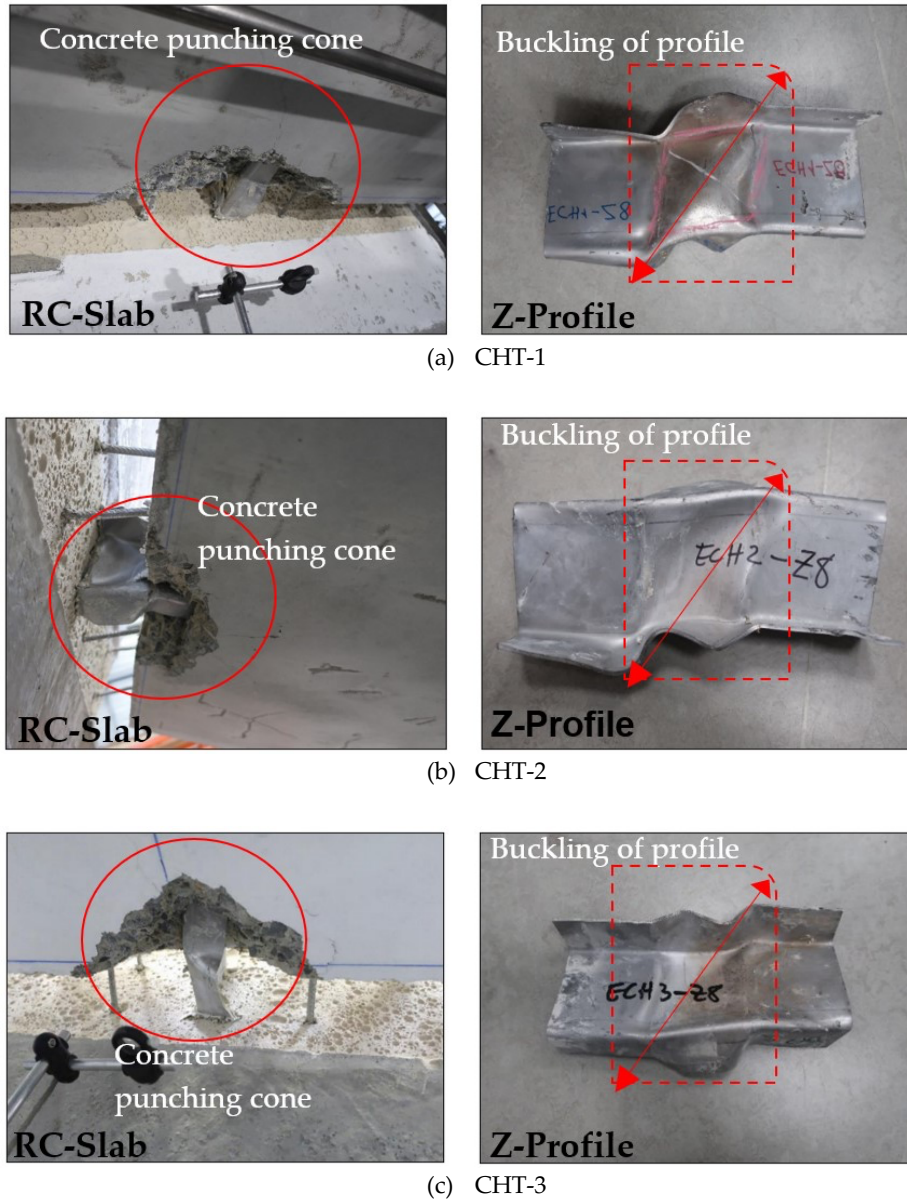 Concrete punching cone
RC-Slab
Buckling of profile
ECH1-Z8
ECH1-Z8
Z-Profile
(a) CHT-1
Concrete
punching cone
RC-Slab
Buckling of profile
ECH2-Z8
Z-Profile
(b) CHT-2
Concrete
punching cone
RC-Slab
Buckling of profile
ECH3-Z8
Z-Profile
(c) CHT-3